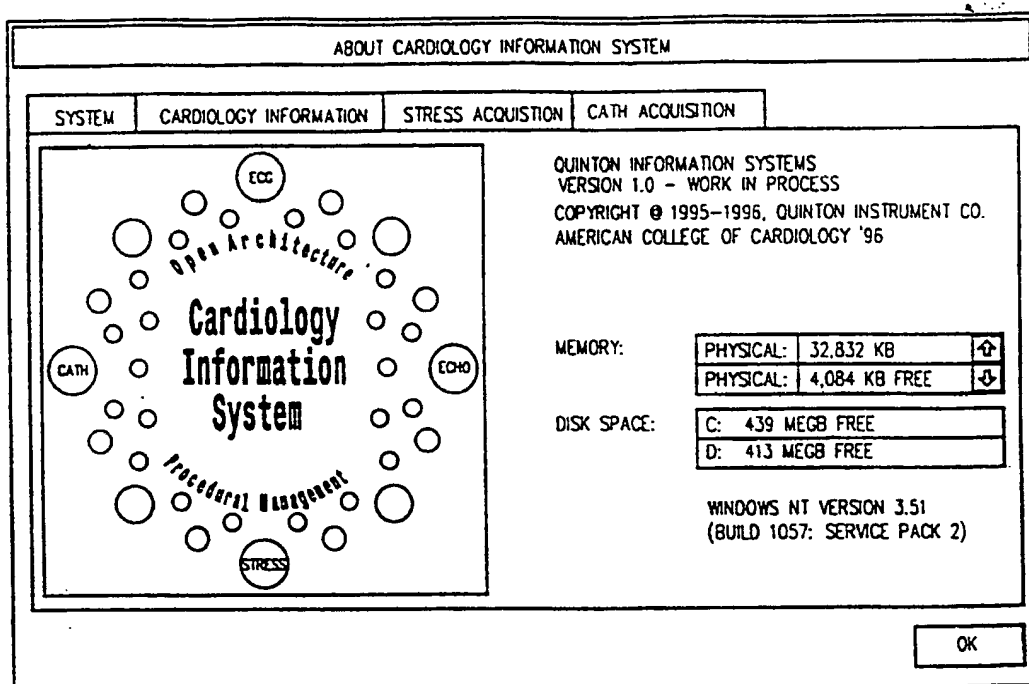 ABOUT CARDIOLOGY INFORMATION SYSTEM
SYSTEM CARDIOLOGY INFORMATION STRESS ACQUISTION CATH ACQUISITION
ECG
Open Architecture
Cardiology
Information
System
CATH
ECHO
Procedural Management
STRESS
QUINTON INFORMATION SYSTEMS
VERSION 1.0 - WORK IN PROCESS
COPYRIGHT © 1995-1996, QUINTON INSTRUMENT CO.
AMERICAN COLLEGE OF CARDIOLOGY '96
MEMORY: PHYSICAL: 32,832 KB
PHYSICAL: 4,084 KB FREE
DISK SPACE: C: 439 MEGB FREE
D: 413 MEGB FREE
WINDOWS NT VERSION 3.51
(BUILD 1057: SERVICE PACK 2)
OK